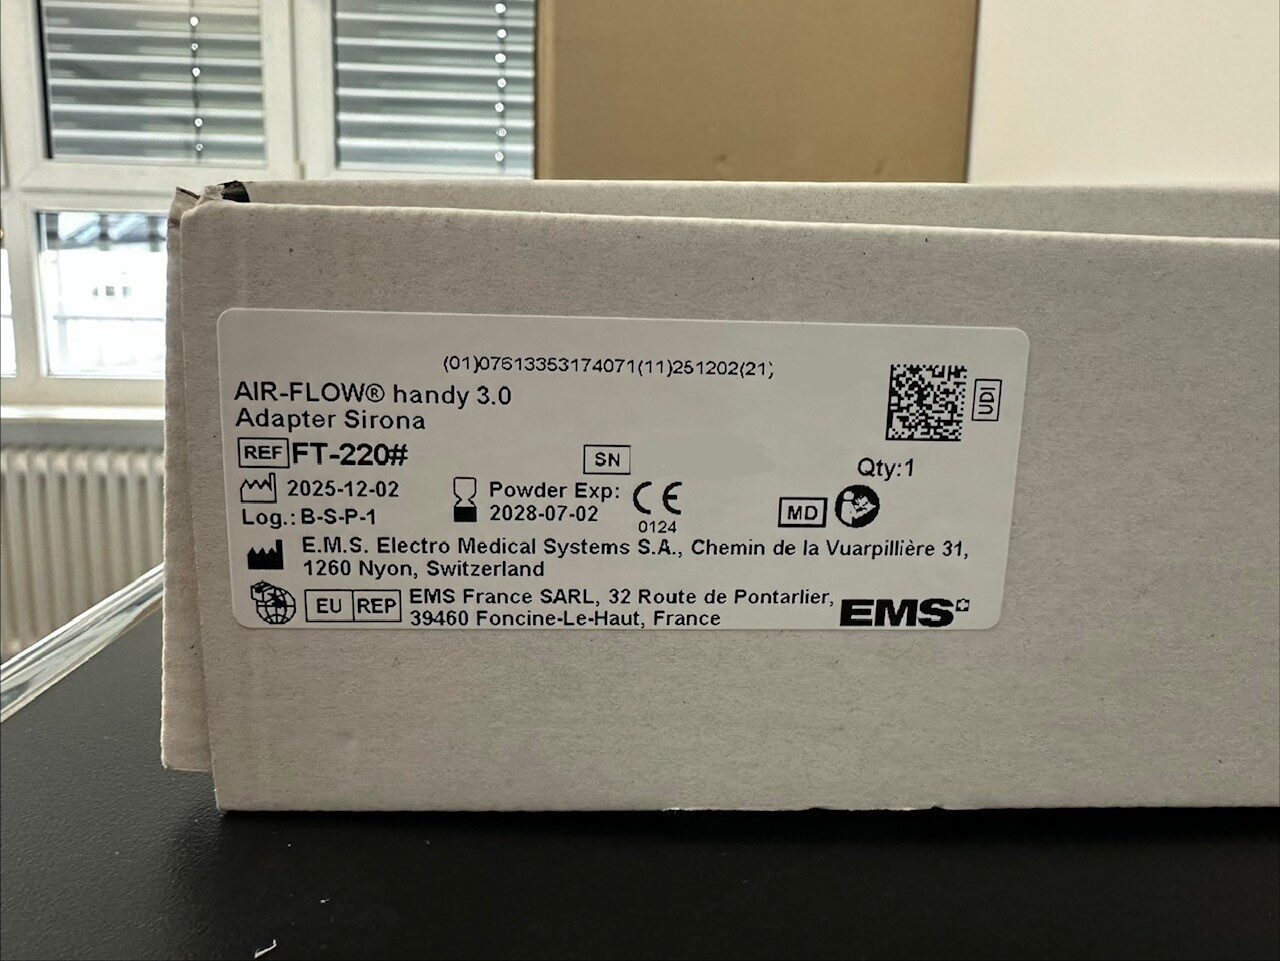 (01)07613353174071(11)251202(21)
AIR-FLOW® handy 3.0
Adapter Sirona
UDI
REF FT-220#
SN
Qty:1
2025-12-02
Powder Exp:
2028-07-02
CE
0124
MD
Log.: B-S-P-1
E.M.S. Electro Medical Systems S.A., Chemin de la Vuarpillière 31,
1260 Nyon, Switzerland
EU REP
EMS France SARL, 32 Route de Pontarlier,
39460 Foncine-Le-Haut, France
EMS